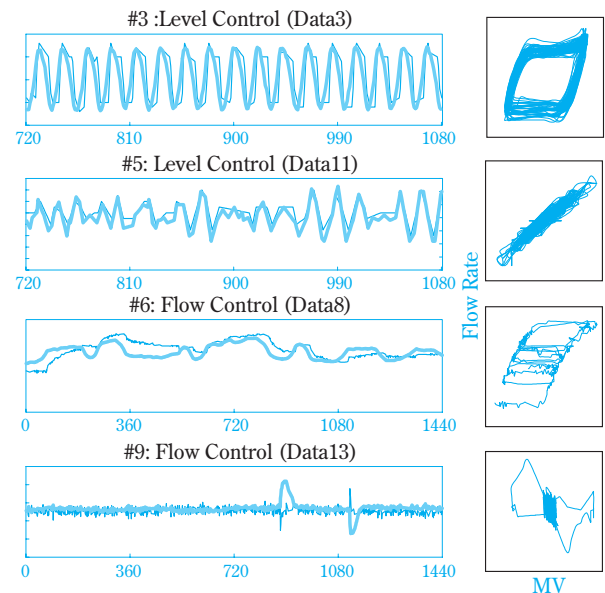 #3 :Level Control (Data3)
720 810 900 990 1080
#5: Level Control (Data11)
720 810 900 990 1080
#6: Flow Control (Data8)
0 360 720 1080 1440
#9: Flow Control (Data13)
0 360 720 1080 1440
Flow Rate
MV